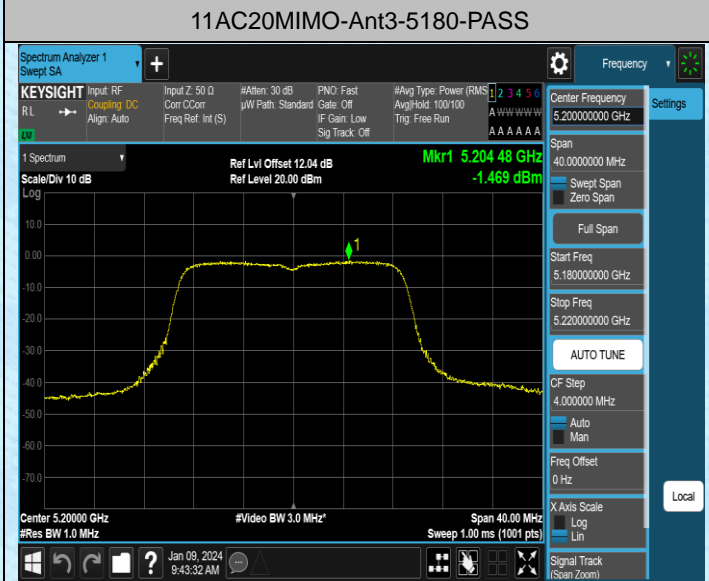 11AC20MIMO-Ant3-5180-PASS
Spectrum Analyzer 1
Swept SA
Frequency
KEYSIGHT
RL
LXI
Input: RF
Coupling: DC
Align: Auto
Input Z: 50 Ω
Corr CCorr
Freq Ref: Int (S)
#Atten: 30 dB
µW Path: Standard
PNO: Fast
Gate: Off
IF Gain: Low
Sig Track: Off
#Avg Type: Power (RMS
Avg|Hold: 100/100
Trig: Free Run
1 2 3 4 5 6
A W W W W W
A A A A A A
1 Spectrum
Scale/Div 10 dB
Log
Ref Lvl Offset 12.04 dB
Ref Level 20.00 dBm
Mkr1 5.204 48 GHz
-1.469 dBm
10.0
0.00
-10.0
-20.0
-30.0
-40.0
-50.0
-60.0
-70.0
1
Center 5.20000 GHz
#Res BW 1.0 MHz
#Video BW 3.0 MHz*
Span 40.00 MHz
Sweep 1.00 ms (1001 pts)
Center Frequency
5.200000000 GHz
Span
40.0000000 MHz
Swept Span
Zero Span
Full Span
Start Freq
5.180000000 GHz
Stop Freq
5.220000000 GHz
AUTO TUNE
CF Step
4.000000 MHz
Auto
Man
Freq Offset
0 Hz
X Axis Scale
Log
Lin
Signal Track
(Span Zoom)
Settings
Local
?
Jan 09, 2024
9:43:32 AM